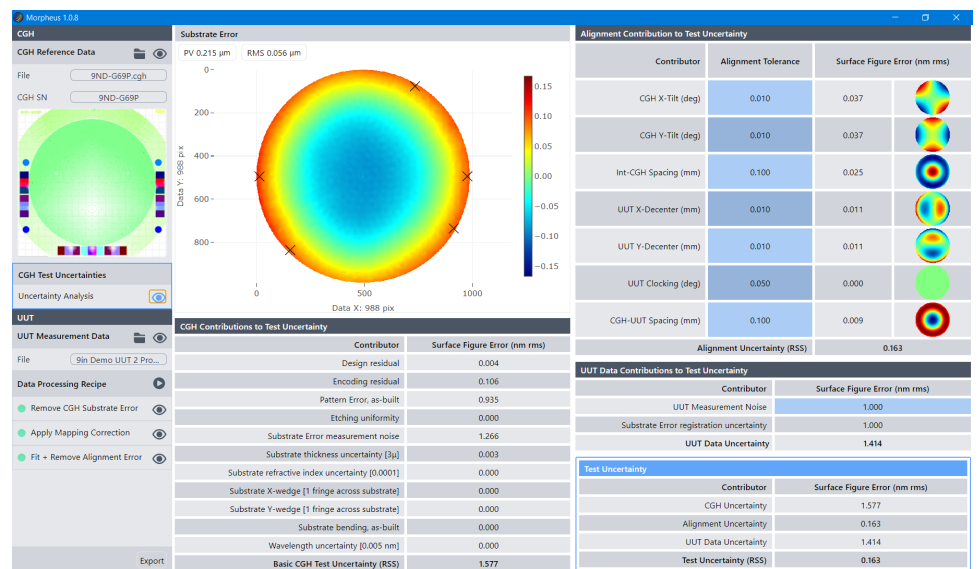 Morpheus 1.0.8
CGH
CGH Reference Data
File 9ND-G69P.cgh
CGH SN 9ND-G69P
CGH Test Uncertainties
Uncertainty Analysis
UUT
UUT Measurement Data
File 9in Demo UUT 2 Pro...
Data Processing Recipe
Remove CGH Substrate Error
Apply Mapping Correction
Fit + Remove Alignment Error
Export
Substrate Error
PV 0.215 µm RMS 0.056 µm
0
200
400
600
800
Data Y: 988 pix
0 500 1000
Data X: 988 pix
0.15
0.10
0.05
0.00
−0.05
−0.10
−0.15
CGH Contributions to Test Uncertainty
Contributor Surface Figure Error (nm rms)
Design residual 0.004
Encoding residual 0.106
Pattern Error, as-built 0.935
Etching uniformity 0.000
Substrate Error measurement noise 1.266
Substrate thickness uncertainty [3µ] 0.003
Substrate refractive index uncertainty [0.0001] 0.000
Substrate X-wedge [1 fringe across substrate] 0.000
Substrate Y-wedge [1 fringe across substrate] 0.000
Substrate bending, as-built 0.000
Wavelength uncertainty [0.005 nm] 0.000
Basic CGH Test Uncertainty (RSS) 1.577
Alignment Contribution to Test Uncertainty
Contributor Alignment Tolerance Surface Figure Error (nm rms)
CGH X-Tilt (deg) 0.010 0.037
CGH Y-Tilt (deg) 0.010 0.037
Int-CGH Spacing (mm) 0.100 0.025
UUT X-Decenter (mm) 0.010 0.011
UUT Y-Decenter (mm) 0.010 0.011
UUT Clocking (deg) 0.050 0.000
CGH-UUT Spacing (mm) 0.100 0.009
Alignment Uncertainty (RSS) 0.163
UUT Data Contributions to Test Uncertainty
Contributor Surface Figure Error (nm rms)
UUT Measurement Noise 1.000
Substrate Error registration uncertainty 1.000
UUT Data Uncertainty 1.414
Test Uncertainty
Contributor Surface Figure Error (nm rms)
CGH Uncertainty 1.577
Alignment Uncertainty 0.163
UUT Data Uncertainty 1.414
Test Uncertainty (RSS) 0.163